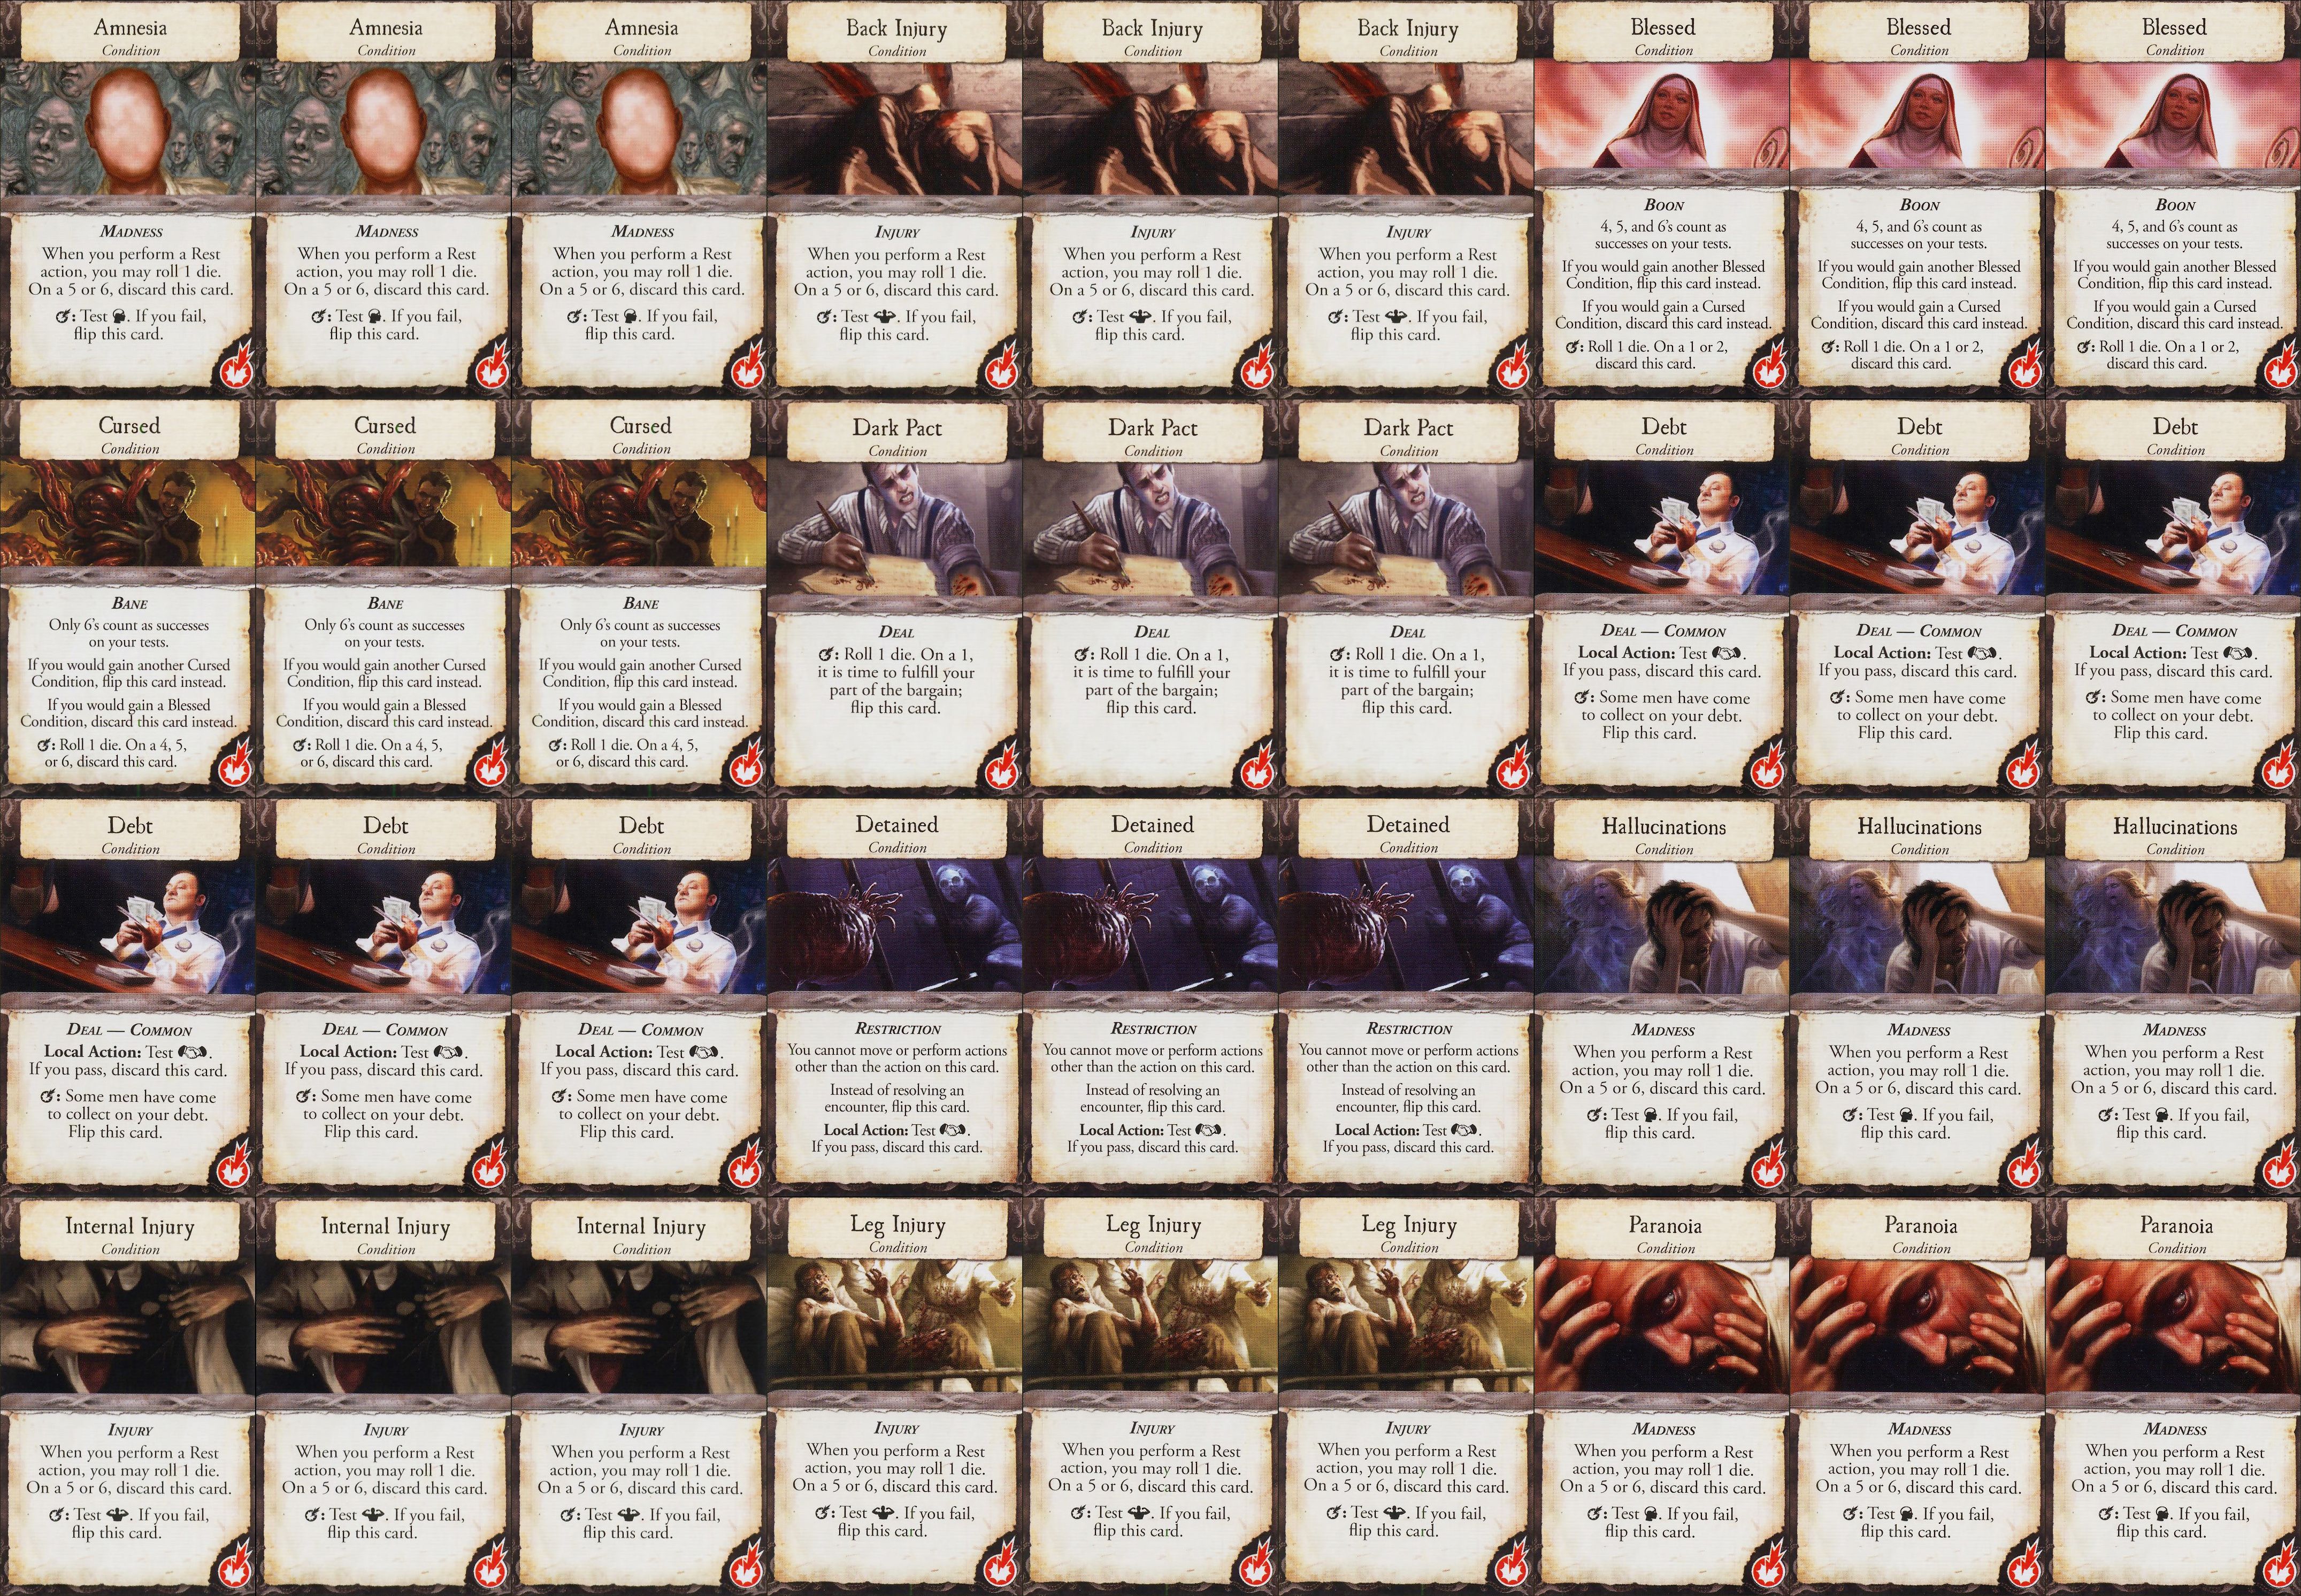 Amnesia
Condition
MADNESS
When you perform a Rest
action, you may roll 1 die.
On a 5 or 6, discard this card.
: Test . If you fail,
flip this card.
Amnesia
Condition
MADNESS
When you perform a Rest
action, you may roll 1 die.
On a 5 or 6, discard this card.
: Test . If you fail,
flip this card.
Amnesia
Condition
MADNESS
When you perform a Rest
action, you may roll 1 die.
On a 5 or 6, discard this card.
: Test . If you fail,
flip this card.
Back Injury
Condition
INJURY
When you perform a Rest
action, you may roll 1 die.
On a 5 or 6, discard this card.
: Test . If you fail,
flip this card.
Back Injury
Condition
INJURY
When you perform a Rest
action, you may roll 1 die.
On a 5 or 6, discard this card.
: Test . If you fail,
flip this card.
Back Injury
Condition
INJURY
When you perform a Rest
action, you may roll 1 die.
On a 5 or 6, discard this card.
: Test . If you fail,
flip this card.
Blessed
Condition
BOON
4, 5, and 6's count as
successes on your tests.
If you would gain another Blessed
Condition, flip this card instead.
If you would gain a Cursed
Condition, discard this card instead.
: Roll 1 die. On a 1 or 2,
discard this card.
Blessed
Condition
BOON
4, 5, and 6's count as
successes on your tests.
If you would gain another Blessed
Condition, flip this card instead.
If you would gain a Cursed
Condition, discard this card instead.
: Roll 1 die. On a 1 or 2,
discard this card.
Blessed
Condition
BOON
4, 5, and 6's count as
successes on your tests.
If you would gain another Blessed
Condition, flip this card instead.
If you would gain a Cursed
Condition, discard this card instead.
: Roll 1 die. On a 1 or 2,
discard this card.
Cursed
Condition
BANE
Only 6's count as successes
on your tests.
If you would gain another Cursed
Condition, flip this card instead.
If you would gain a Blessed
Condition, discard this card instead.
: Roll 1 die. On a 4, 5,
or 6, discard this card.
Cursed
Condition
BANE
Only 6's count as successes
on your tests.
If you would gain another Cursed
Condition, flip this card instead.
If you would gain a Blessed
Condition, discard this card instead.
: Roll 1 die. On a 4, 5,
or 6, discard this card.
Cursed
Condition
BANE
Only 6's count as successes
on your tests.
If you would gain another Cursed
Condition, flip this card instead.
If you would gain a Blessed
Condition, discard this card instead.
: Roll 1 die. On a 4, 5,
or 6, discard this card.
Dark Pact
Condition
DEAL
: Roll 1 die. On a 1,
it is time to fulfill your
part of the bargain;
flip this card.
Dark Pact
Condition
DEAL
: Roll 1 die. On a 1,
it is time to fulfill your
part of the bargain;
flip this card.
Dark Pact
Condition
DEAL
: Roll 1 die. On a 1,
it is time to fulfill your
part of the bargain;
flip this card.
Debt
Condition
DEAL — COMMON
Local Action: Test .
If you pass, discard this card.
: Some men have come
to collect on your debt.
Flip this card.
Debt
Condition
DEAL — COMMON
Local Action: Test .
If you pass, discard this card.
: Some men have come
to collect on your debt.
Flip this card.
Debt
Condition
DEAL — COMMON
Local Action: Test .
If you pass, discard this card.
: Some men have come
to collect on your debt.
Flip this card.
Debt
Condition
DEAL — COMMON
Local Action: Test .
If you pass, discard this card.
: Some men have come
to collect on your debt.
Flip this card.
Debt
Condition
DEAL — COMMON
Local Action: Test .
If you pass, discard this card.
: Some men have come
to collect on your debt.
Flip this card.
Debt
Condition
DEAL — COMMON
Local Action: Test .
If you pass, discard this card.
: Some men have come
to collect on your debt.
Flip this card.
Detained
Condition
RESTRICTION
You cannot move or perform actions
other than the action on this card.
Instead of resolving an
encounter, flip this card.
Local Action: Test .
If you pass, discard this card.
Detained
Condition
RESTRICTION
You cannot move or perform actions
other than the action on this card.
Instead of resolving an
encounter, flip this card.
Local Action: Test .
If you pass, discard this card.
Detained
Condition
RESTRICTION
You cannot move or perform actions
other than the action on this card.
Instead of resolving an
encounter, flip this card.
Local Action: Test .
If you pass, discard this card.
Hallucinations
Condition
MADNESS
When you perform a Rest
action, you may roll 1 die.
On a 5 or 6, discard this card.
: Test . If you fail,
flip this card.
Hallucinations
Condition
MADNESS
When you perform a Rest
action, you may roll 1 die.
On a 5 or 6, discard this card.
: Test . If you fail,
flip this card.
Hallucinations
Condition
MADNESS
When you perform a Rest
action, you may roll 1 die.
On a 5 or 6, discard this card.
: Test . If you fail,
flip this card.
Internal Injury
Condition
INJURY
When you perform a Rest
action, you may roll 1 die.
On a 5 or 6, discard this card.
: Test . If you fail,
flip this card.
Internal Injury
Condition
INJURY
When you perform a Rest
action, you may roll 1 die.
On a 5 or 6, discard this card.
: Test . If you fail,
flip this card.
Internal Injury
Condition
INJURY
When you perform a Rest
action, you may roll 1 die.
On a 5 or 6, discard this card.
: Test . If you fail,
flip this card.
Leg Injury
Condition
INJURY
When you perform a Rest
action, you may roll 1 die.
On a 5 or 6, discard this card.
: Test . If you fail,
flip this card.
Leg Injury
Condition
INJURY
When you perform a Rest
action, you may roll 1 die.
On a 5 or 6, discard this card.
: Test . If you fail,
flip this card.
Leg Injury
Condition
INJURY
When you perform a Rest
action, you may roll 1 die.
On a 5 or 6, discard this card.
: Test . If you fail,
flip this card.
Paranoia
Condition
MADNESS
When you perform a Rest
action, you may roll 1 die.
On a 5 or 6, discard this card.
: Test . If you fail,
flip this card.
Paranoia
Condition
MADNESS
When you perform a Rest
action, you may roll 1 die.
On a 5 or 6, discard this card.
: Test . If you fail,
flip this card.
Paranoia
Condition
MADNESS
When you perform a Rest
action, you may roll 1 die.
On a 5 or 6, discard this card.
: Test . If you fail,
flip this card.